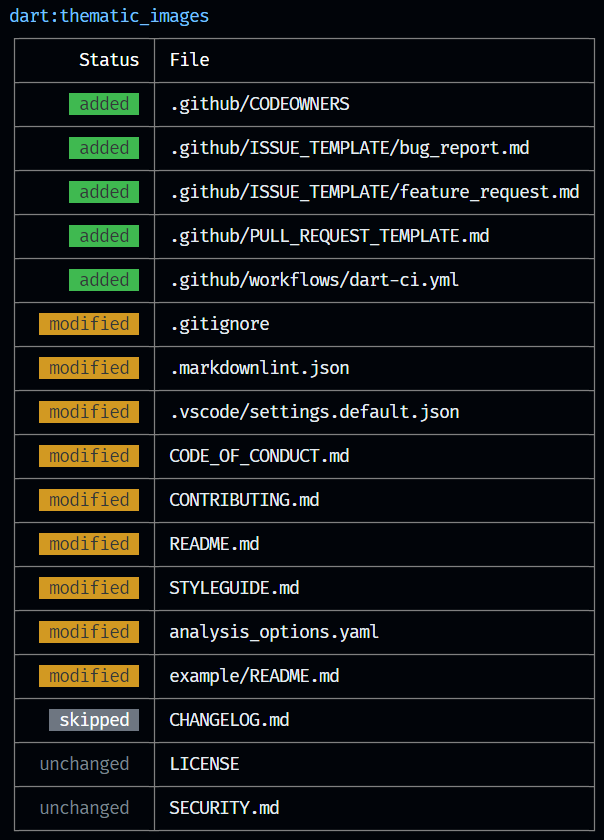 dart:thematic_images
Status File
added .github/CODEOWNERS
added .github/ISSUE_TEMPLATE/bug_report.md
added .github/ISSUE_TEMPLATE/feature_request.md
added .github/PULL_REQUEST_TEMPLATE.md
added .github/workflows/dart-ci.yml
modified .gitignore
modified .markdownlint.json
modified .vscode/settings.default.json
modified CODE_OF_CONDUCT.md
modified CONTRIBUTING.md
modified README.md
modified STYLEGUIDE.md
modified analysis_options.yaml
modified example/README.md
skipped CHANGELOG.md
unchanged LICENSE
unchanged SECURITY.md